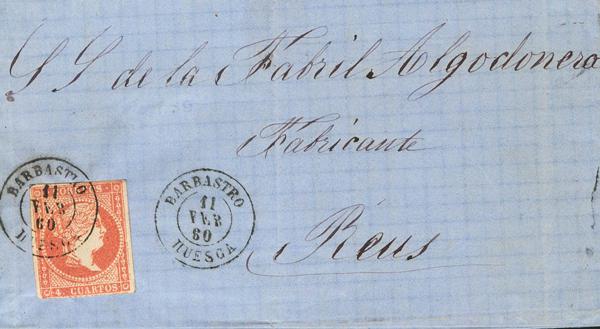 S S de la Fabril Algodonera
Fabricante
Reus
BARBASTRO
11
FEB
60
HUESCA
BARBASTRO
11
FEB
60
HUESCA
4 CUARTOS